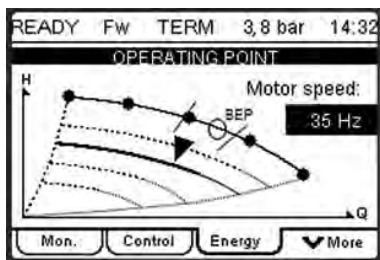 READY Fw TERM 3,8 bar 14:32
OPERATING POINT
H
Motor speed:
BEP
35 Hz
Q
Mon. Control Energy More